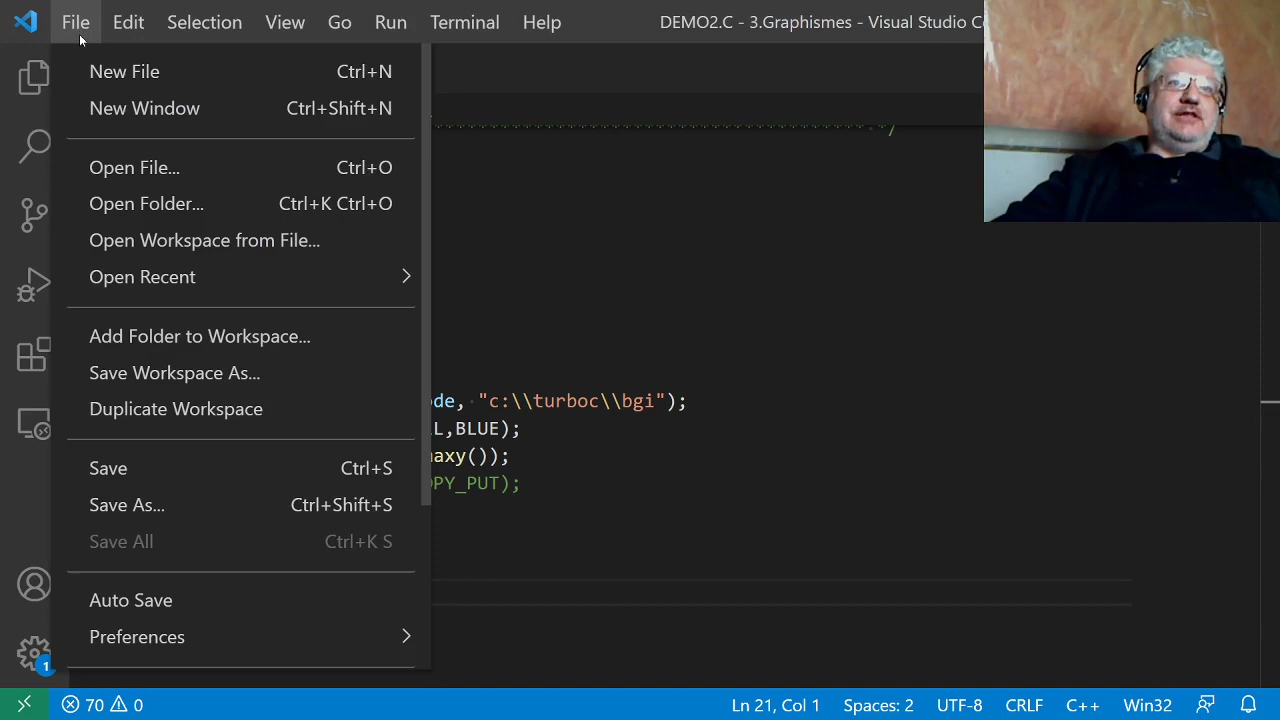 File Edit Selection View Go Run Terminal Help DEMO2.C - 3.Graphismes - Visual Studio
New File Ctrl+N
New Window Ctrl+Shift+N
************************************* */
Open File... Ctrl+O
Open Folder... Ctrl+K Ctrl+O
Open Workspace from File...
Open Recent
Add Folder to Workspace...
Save Workspace As...
ode, "c:\\turboc\\bgi");
Duplicate Workspace
LL,BLUE);
naxy());
Save Ctrl+S
OPY_PUT);
Save As... Ctrl+Shift+S
Save All Ctrl+K S
Auto Save
Preferences
1
70 0 Ln 21, Col 1 Spaces: 2 UTF-8 CRLF C++ Win32